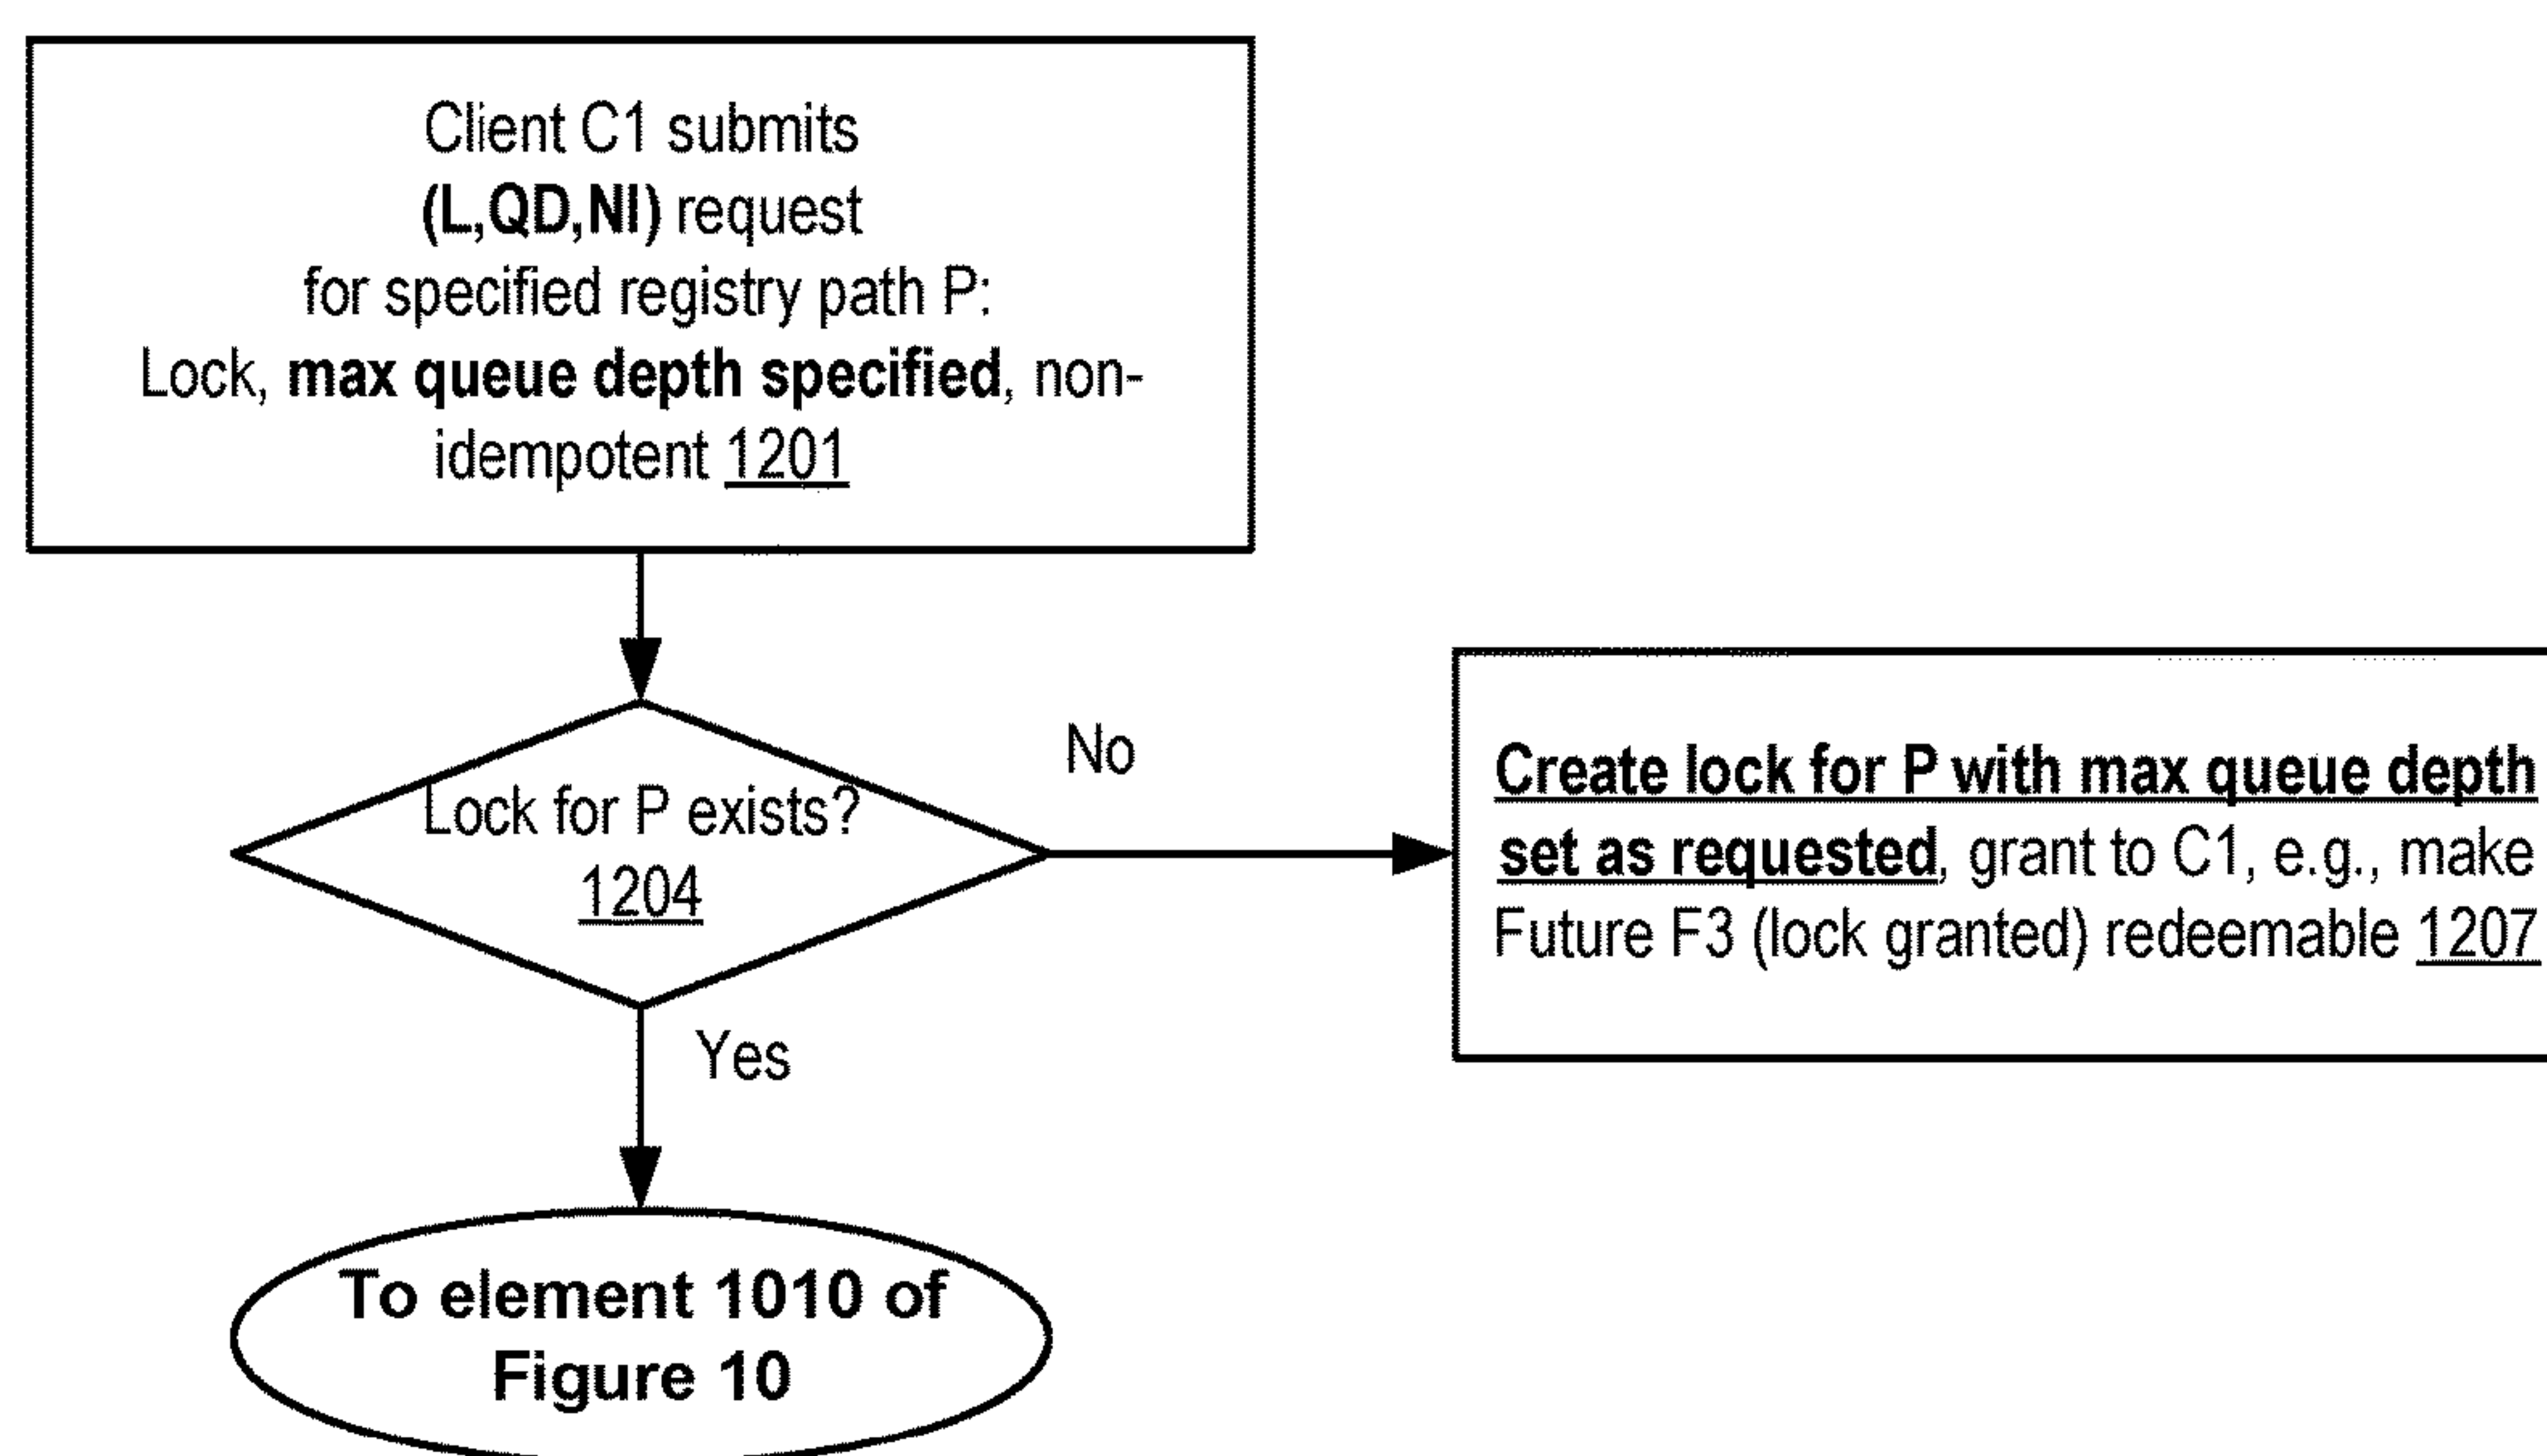 Client C1 submits
(L,QD,NI) request
for specified registry path P:
Lock, max queue depth specified, non-
idempotent 1201
Lock for P exists?
1204
No
Create lock for P with max queue depth
set as requested, grant to C1, e.g., make
Future F3 (lock granted) redeemable 1207
Yes
To element 1010 of
Figure 10